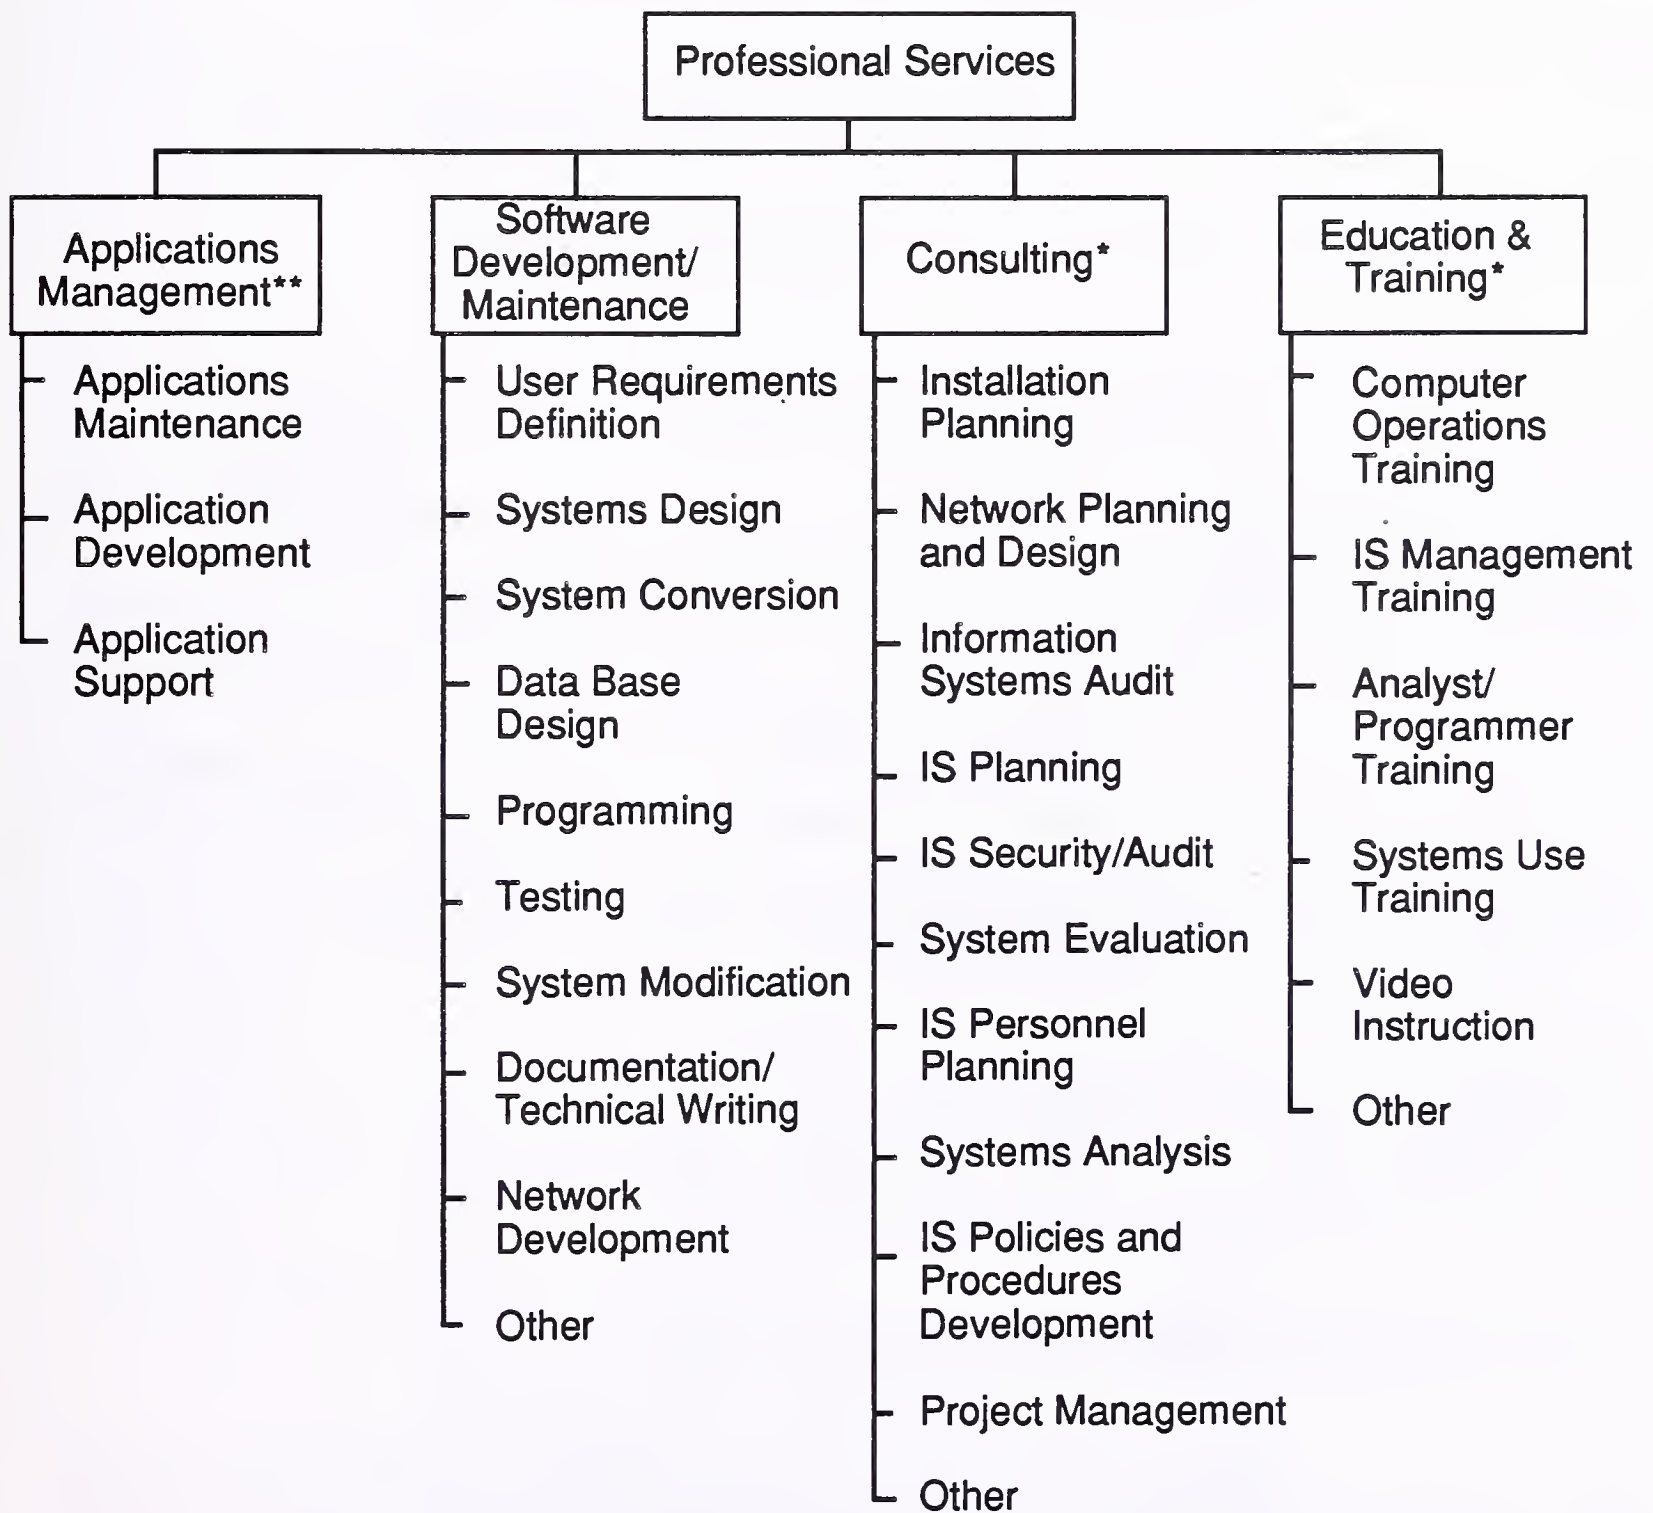 Professional Services
Applications
Management**
Applications
Maintenance
Application
Development
Application
Support
Software
Development/
Maintenance
User Requirements
Definition
Systems Design
System Conversion
Data Base
Design
Programming
Testing
System Modification
Documentation/
Technical Writing
Network
Development
Other
Consulting*
Installation
Planning
Network Planning
and Design
Information
Systems Audit
IS Planning
IS Security/Audit
System Evaluation
IS Personnel
Planning
Systems Analysis
IS Policies and
Procedures
Development
Project Management
Other
Education &
Training*
Computer
Operations
Training
IS Management
Training
Analyst/
Programmer
Training
Systems Use
Training
Video
Instruction
Other